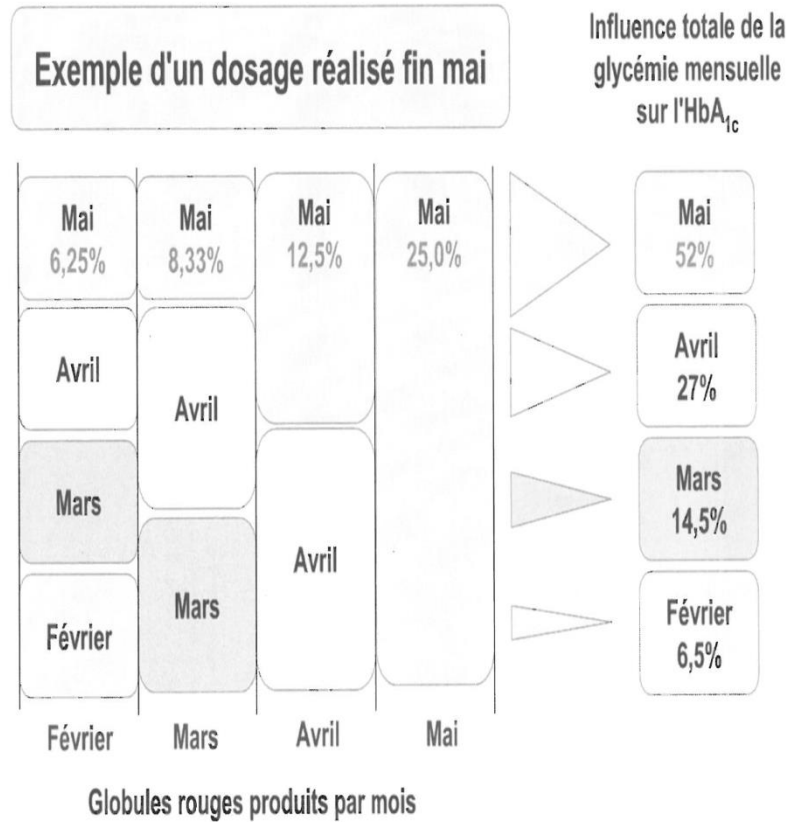 Exemple d'un dosage réalisé fin mai
Influence totale de la
glycémie mensuelle
sur l'HbA1c
Mai
6,25%
Mai
8,33%
Mai
12,5%
Mai
25,0%
Mai
52%
Avril
Avril
Avril
27%
Mars
Mars
14,5%
Avril
Mars
Février
Février
6,5%
Février
Mars
Avril
Mai
Globules rouges produits par mois